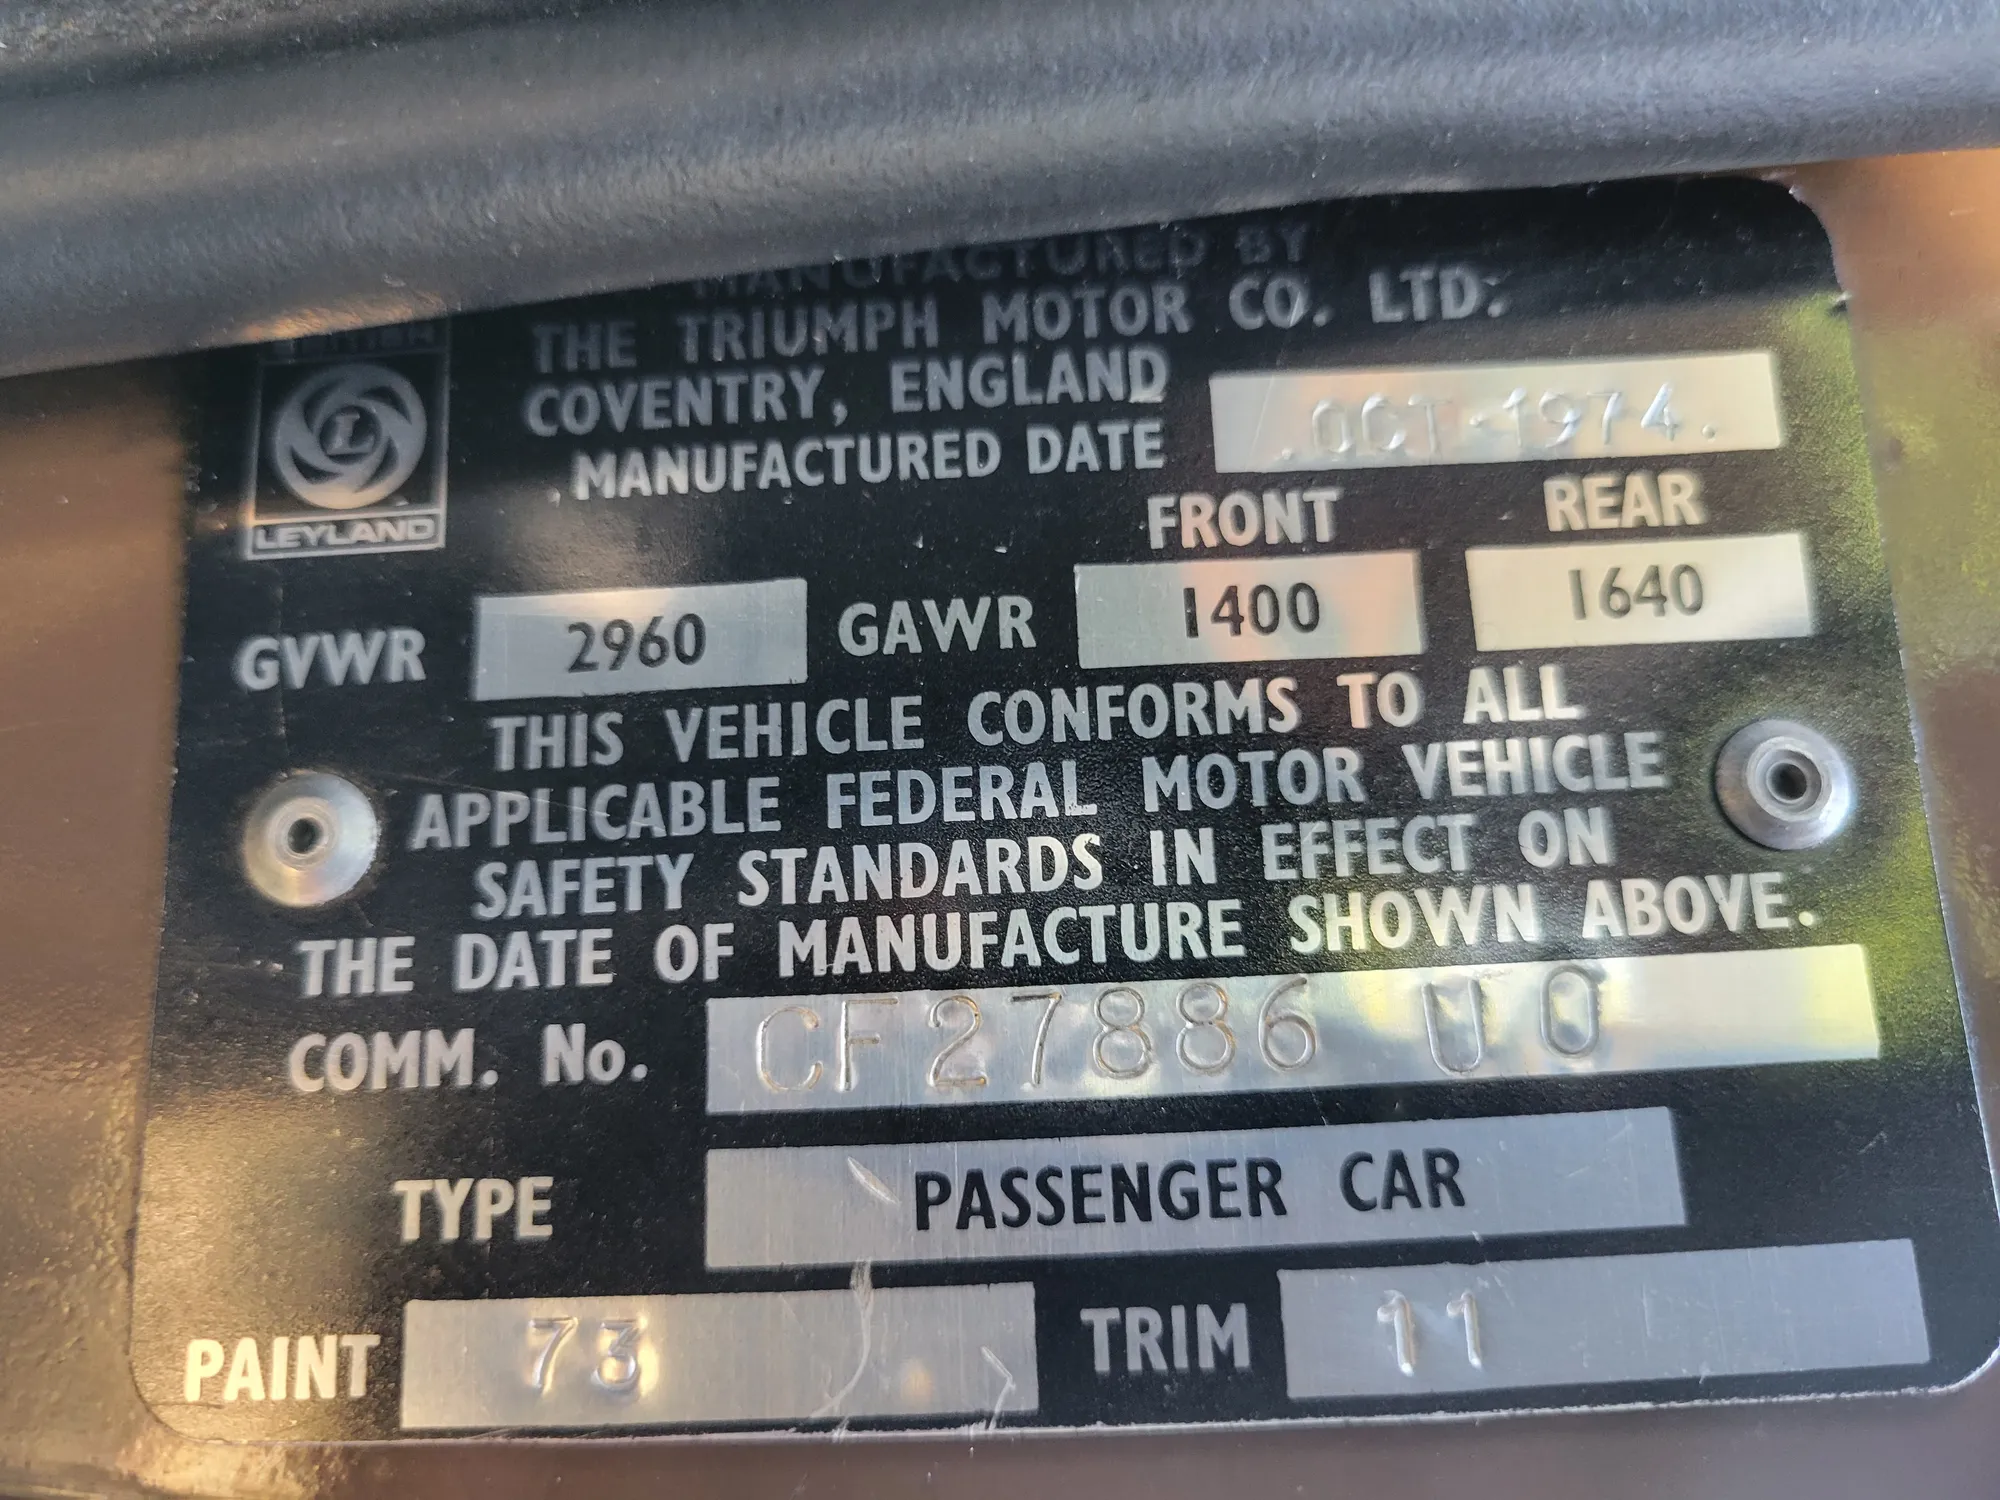 MANUFACTURED BY
THE TRIUMPH MOTOR CO. LTD.
COVENTRY, ENGLAND
MANUFACTURED DATE OCT-1974.
L
LEYLAND
FRONT REAR
GVWR 2960 GAWR 1400 1640
THIS VEHICLE CONFORMS TO ALL
APPLICABLE FEDERAL MOTOR VEHICLE
SAFETY STANDARDS IN EFFECT ON
THE DATE OF MANUFACTURE SHOWN ABOVE.
COMM. No. CF27886 UO
TYPE PASSENGER CAR
PAINT 73 TRIM 11